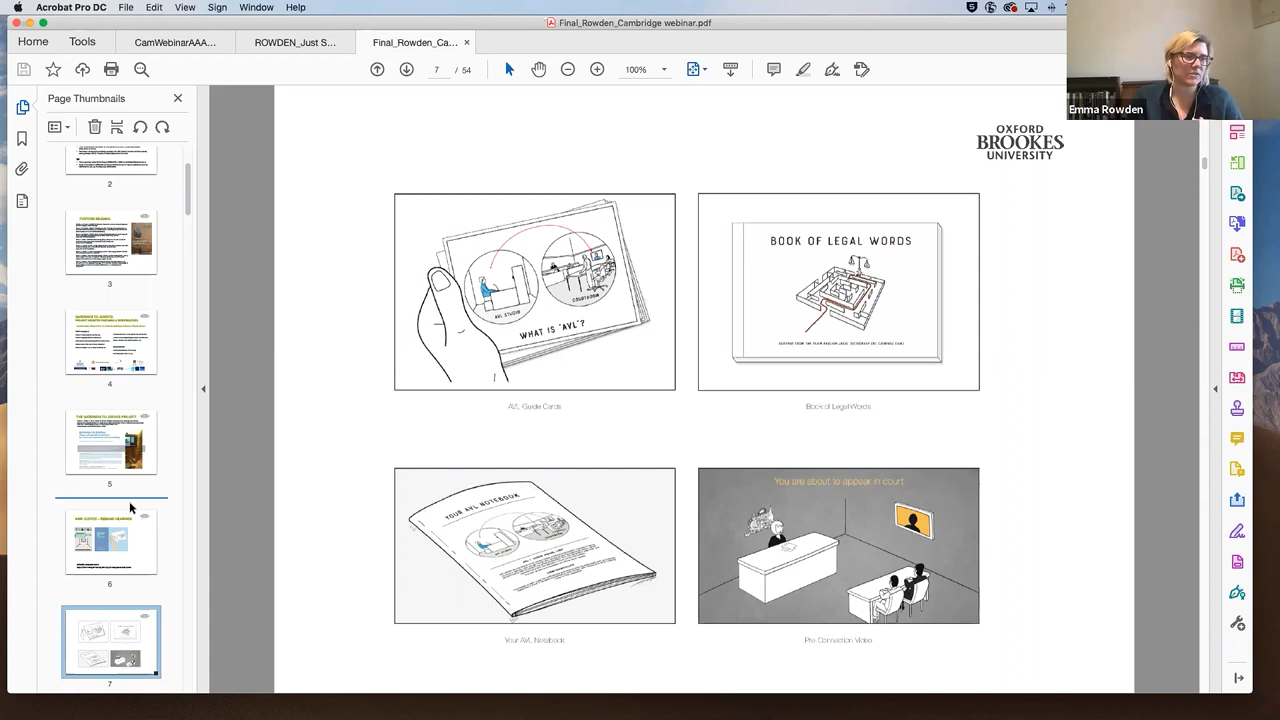 Acrobat Pro DC File Edit View Sign Window Help
Final_Rowden_Cambridge webinar.pdf
Home Tools CamWebinarAAA... ROWDEN_Just S... Final_Rowden_Ca... ×
7 / 54 100%
Emma Rowden
Page Thumbnails
2
3
4
5
6
7
OXFORD
BROOKES
UNIVERSITY
AVL STUDIO
COURTROOM
WHAT IS "AVL"?
AVL Guide Cards
BOOK OF LEGAL WORDS
Book of Legal Words
YOUR AVL NOTEBOOK
Your AVL Notebook
You are about to appear in court
Pre Connection Video